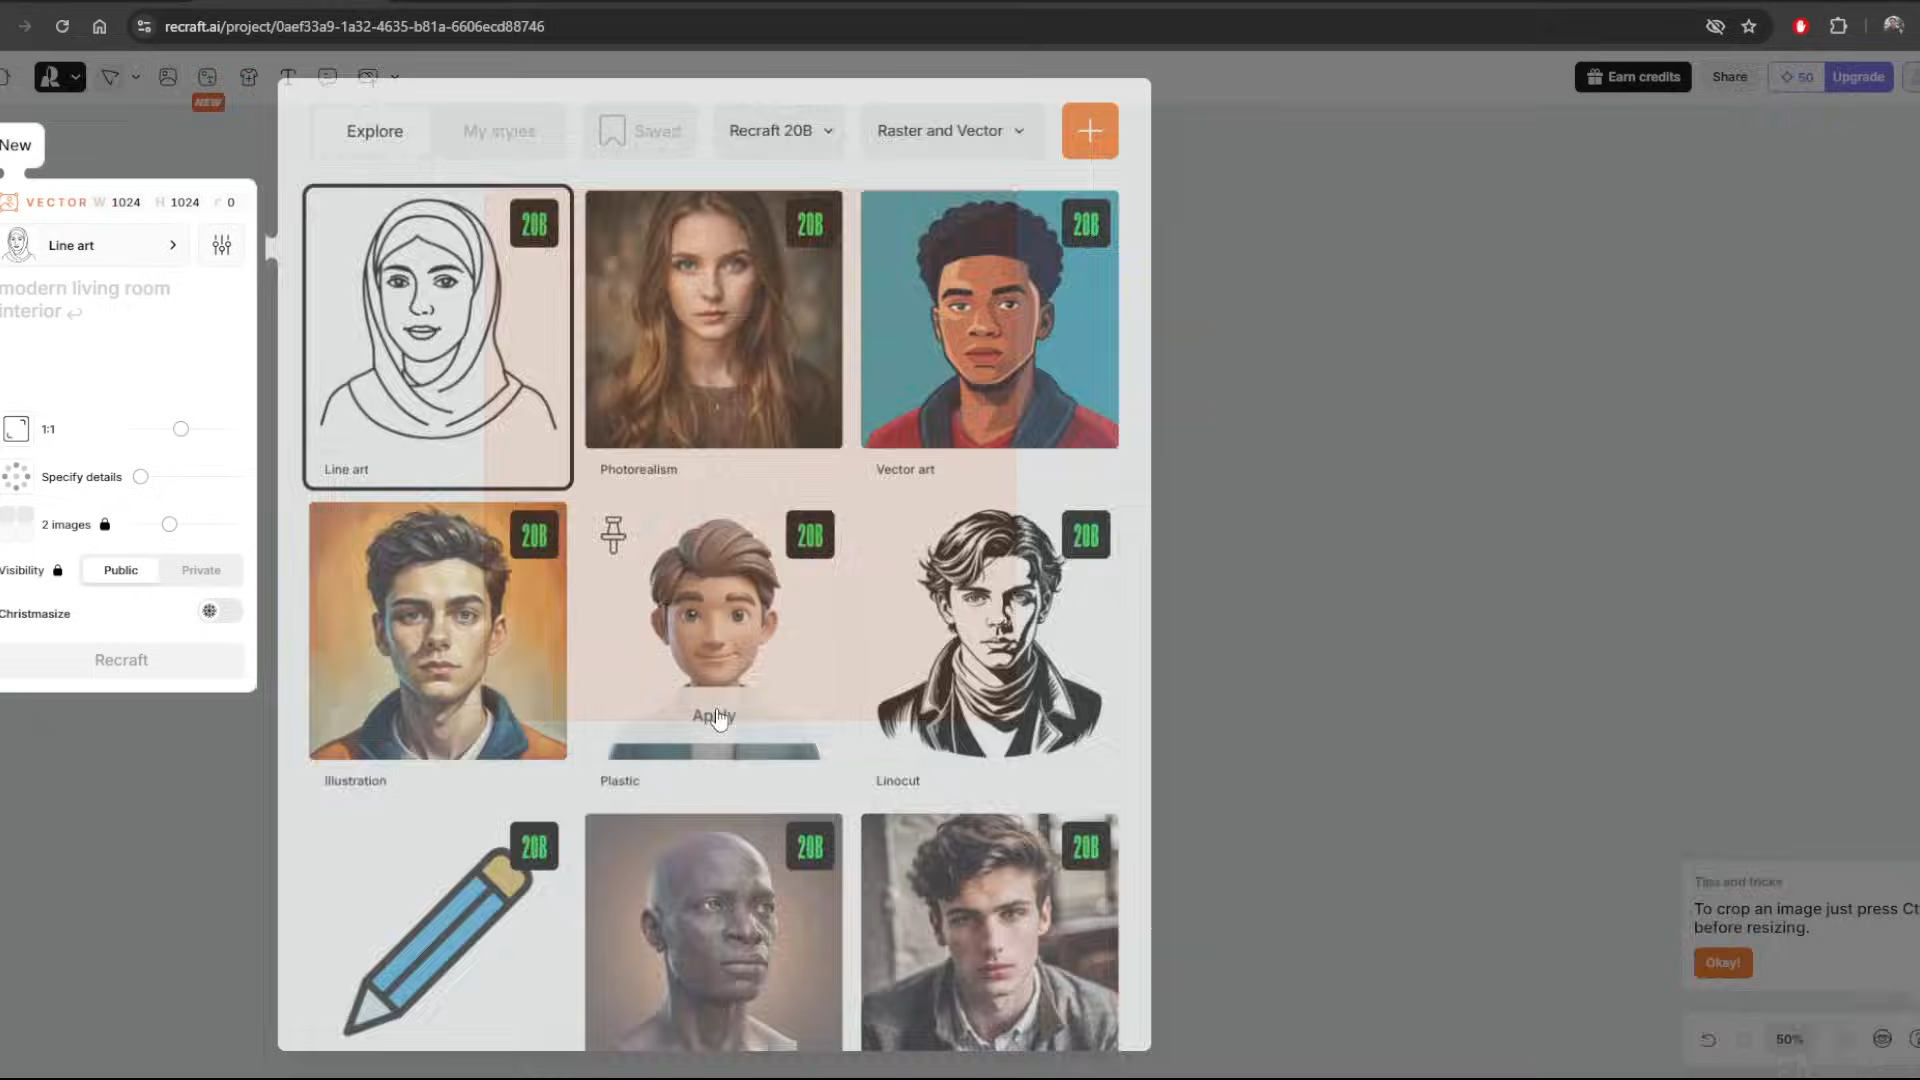 recraft.ai/project/0aef33a9-1a32-4635-b81a-6606ecd88746
NEW
Earn credits
Share
50
Upgrade
New
VECTOR W 1024 H 1024 0
Line art
modern living room
interior
1:1
Specify details
2 images
Visibility
Public
Private
Christmasize
Recraft
Explore
My styles
Saved
Recraft 20B
Raster and Vector
20B
20B
20B
Line art
Photorealism
Vector art
20B
20B
20B
Apply
Illustration
Plastic
Linocut
20B
20B
20B
Tips and tricks
To crop an image just press Ct
before resizing.
Okay!
50%